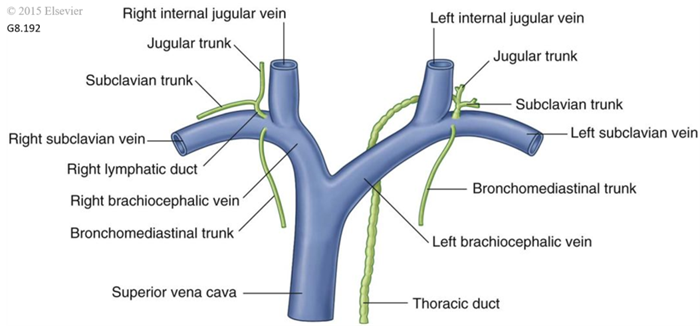 © 2015 Elsevier
G8.192
Right internal jugular vein
Jugular trunk
Subclavian trunk
Right subclavian vein
Right lymphatic duct
Right brachiocephalic vein
Bronchomediastinal trunk
Superior vena cava
Left internal jugular vein
Jugular trunk
Subclavian trunk
Left subclavian vein
Bronchomediastinal trunk
Left brachiocephalic vein
Thoracic duct